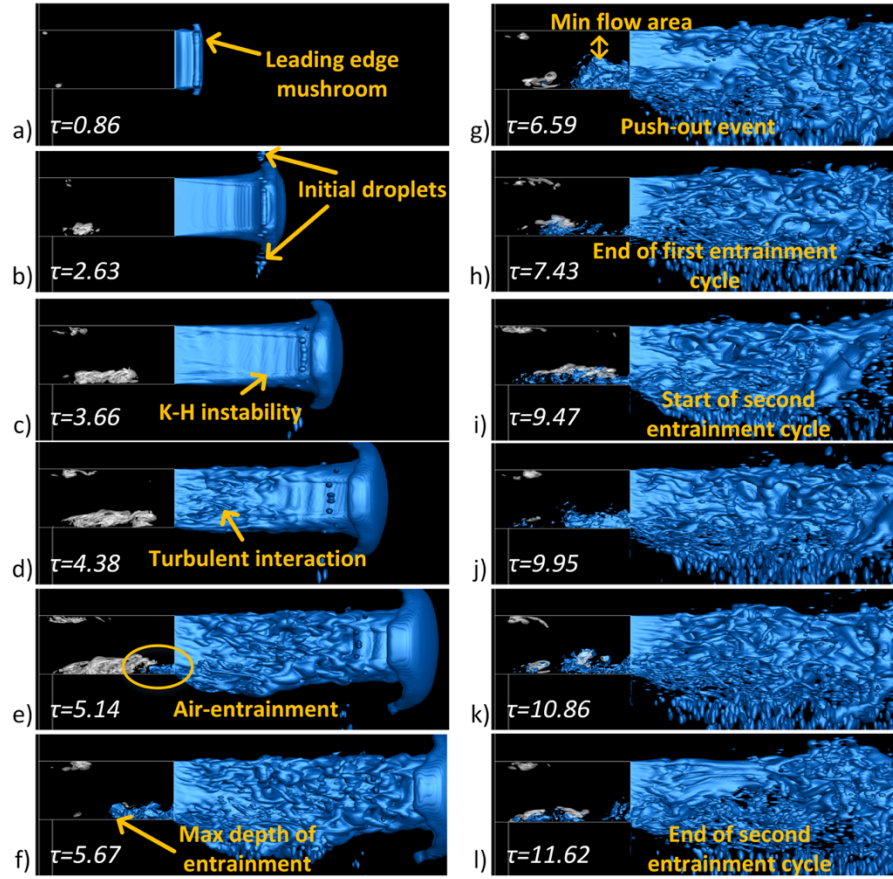 Leading edge
mushroom
a) τ=0.86
Initial droplets
b) τ=2.63
K-H instability
c) τ=3.66
d) τ=4.38
Turbulent interaction
e) τ=5.14
Air-entrainment
Max depth of
entrainment
f) τ=5.67
Min flow area
g) τ=6.59
Push-out event
End of first entrainment
cycle
h) τ=7.43
Start of second
entrainment cycle
i) τ=9.47
j) τ=9.95
k) τ=10.86
End of second
entrainment cycle
l) τ=11.62